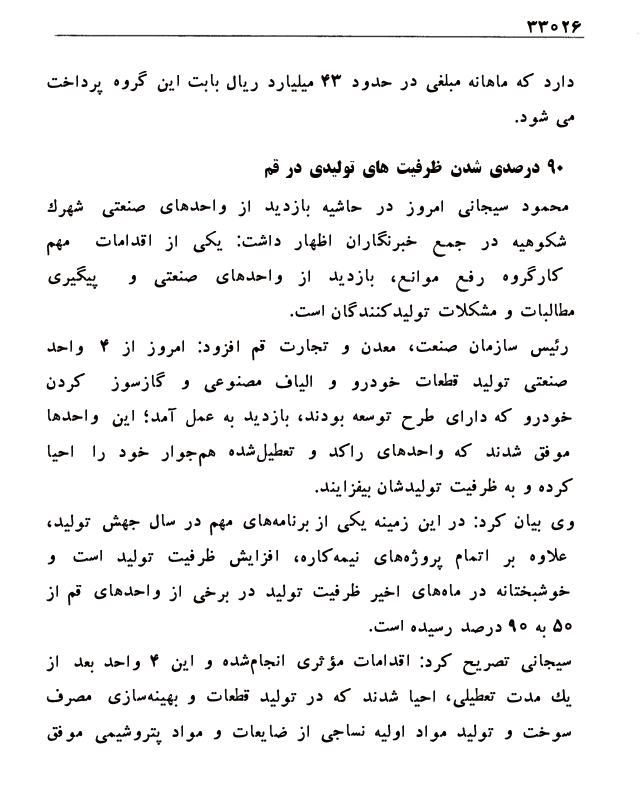 ۳۳۰۲۶
دارد که ماهانه مبلغی در حدود ۴۳ میلیارد ریال بابت این گروه پرداخت
می شود.
۹۰ درصدی شدن ظرفیت های تولیدی در قم
محمود سیجانی امروز در حاشیه بازدید از واحدهای صنعتی شهرك
شکوهیه در جمع خبرنگاران اظهار داشت: یکی از اقدامات مهم
کارگروه رفع موانع، بازدید از واحدهای صنعتی و پیگیری
مطالبات و مشکلات تولیدکنندگان است.
رئیس سازمان صنعت، معدن و تجارت قم افزود: امروز از ۴ واحد
صنعتی تولید قطعات خودرو و الیاف مصنوعی و گازسوز کردن
خودرو که دارای طرح توسعه بودند، بازدید به عمل آمد؛ این واحدها
موفق شدند که واحدهای راکد و تعطیل‌شده هم‌جوار خود را احیا
کرده و به ظرفیت تولیدشان بیفزایند.
وی بیان کرد: در این زمینه یکی از برنامه‌های مهم در سال جهش تولید،
علاوه بر اتمام پروژه‌های نیمه‌کاره، افزایش ظرفیت تولید است و
خوشبختانه در ماه‌های اخیر ظرفیت تولید در برخی از واحدهای قم از
۵۰ به ۹۰ درصد رسیده است.
سیجانی تصریح کرد: اقدامات مؤثری انجام‌شده و این ۴ واحد بعد از
یك مدت تعطیلی، احیا شدند که در تولید قطعات و بهینه‌سازی مصرف
سوخت و تولید مواد اولیه نساجی از ضایعات و مواد پتروشیمی موفق